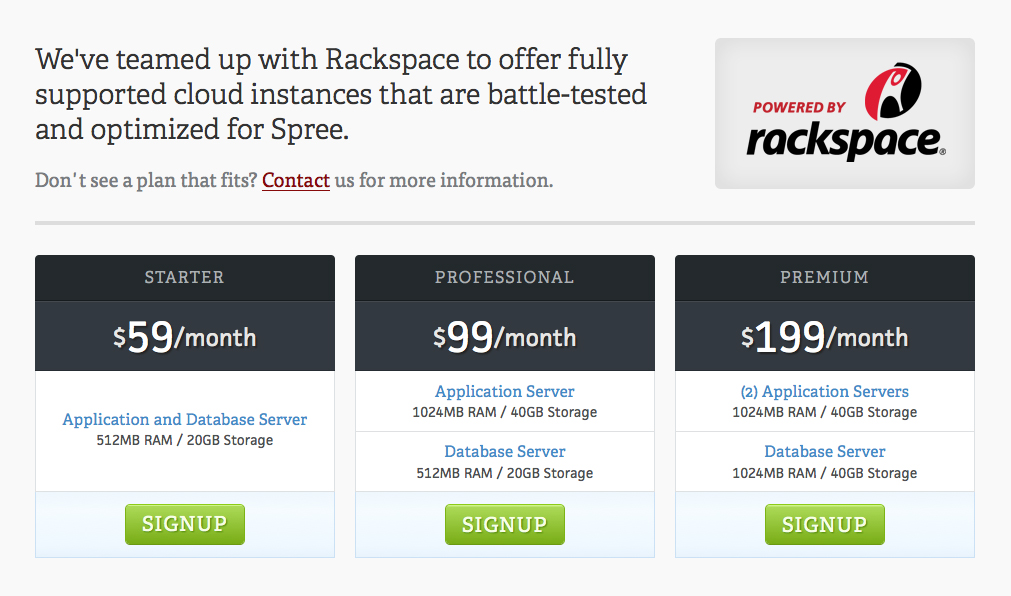 We've teamed up with Rackspace to offer fully
supported cloud instances that are battle-tested
and optimized for Spree.
Don't see a plan that fits? Contact us for more information.
POWERED BY
rackspace®
STARTER
$59/month
Application and Database Server
512MB RAM / 20GB Storage
SIGNUP
PROFESSIONAL
$99/month
Application Server
1024MB RAM / 40GB Storage
Database Server
512MB RAM / 20GB Storage
SIGNUP
PREMIUM
$199/month
(2) Application Servers
1024MB RAM / 40GB Storage
Database Server
1024MB RAM / 40GB Storage
SIGNUP